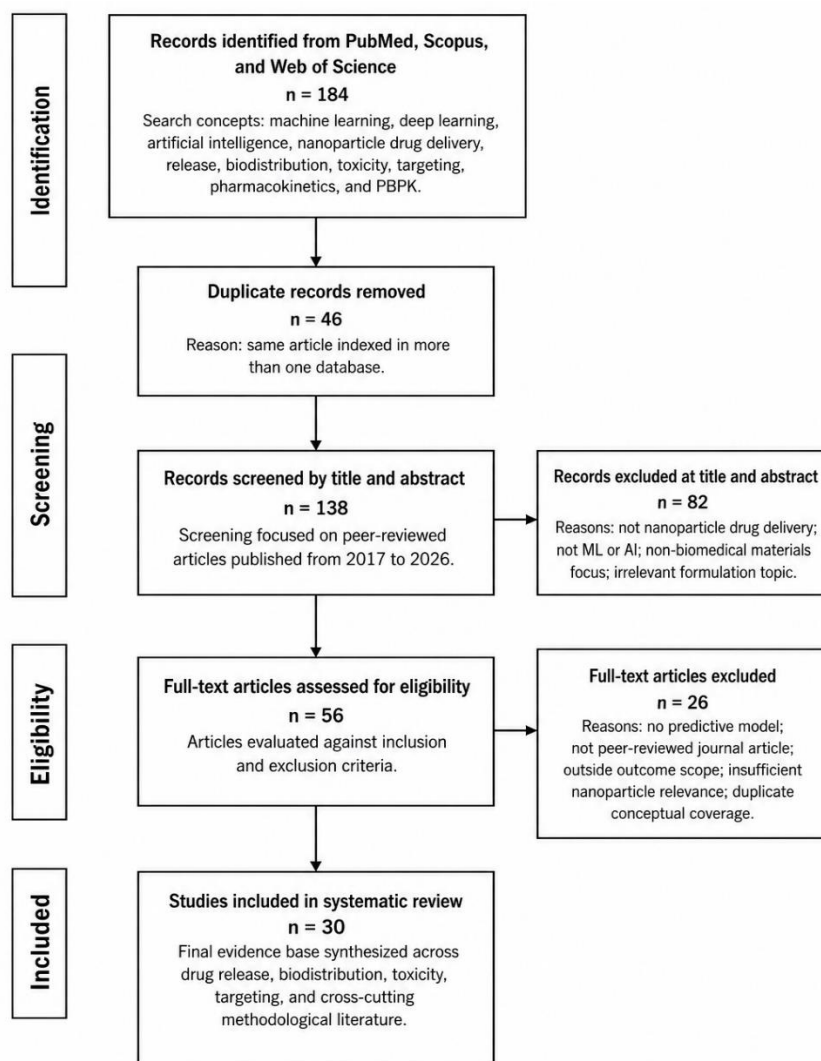 Identification
Records identified from PubMed, Scopus,
and Web of Science
n = 184
Search concepts: machine learning, deep learning,
artificial intelligence, nanoparticle drug delivery,
release, biodistribution, toxicity, targeting,
pharmacokinetics, and PBPK.
Duplicate records removed
n = 46
Reason: same article indexed in more
than one database.
Screening
Records screened by title and abstract
n = 138
Screening focused on peer-reviewed
articles published from 2017 to 2026.
Records excluded at title and abstract
n = 82
Reasons: not nanoparticle drug delivery;
not ML or AI; non-biomedical materials
focus; irrelevant formulation topic.
Eligibility
Full-text articles assessed for eligibility
n = 56
Articles evaluated against inclusion
and exclusion criteria.
Full-text articles excluded
n = 26
Reasons: no predictive model;
not peer-reviewed journal article;
outside outcome scope; insufficient
nanoparticle relevance; duplicate
conceptual coverage.
Included
Studies included in systematic review
n = 30
Final evidence base synthesized across
drug release, biodistribution, toxicity,
targeting, and cross-cutting
methodological literature.